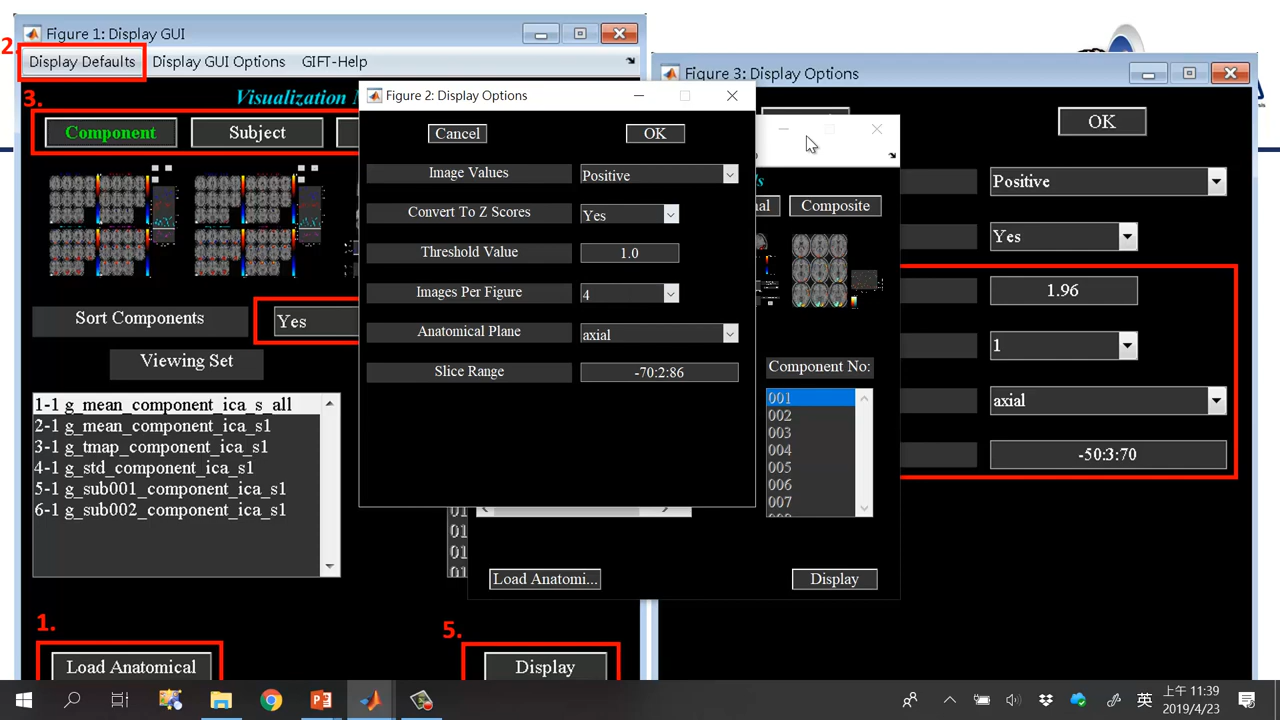 2.
Figure 1: Display GUI
Display Defaults
Display GUI Options
GIFT-Help
3.
Visualization
Component
Subject
Sort Components
Yes
Viewing Set
1-1 g_mean_component_ica_s_all
2-1 g_mean_component_ica_s1
3-1 g_tmap_component_ica_s1
4-1 g_std_component_ica_s1
5-1 g_sub001_component_ica_s1
6-1 g_sub002_component_ica_s1
1.
Load Anatomical
5.
Display
Figure 2: Display Options
Cancel
OK
Image Values
Positive
Convert To Z Scores
Yes
Threshold Value
1.0
Images Per Figure
4
Anatomical Plane
axial
Slice Range
-70:2:86
Composite
Component No:
001
002
003
004
005
006
007
Load Anatomi...
Display
Figure 3: Display Options
OK
Positive
Yes
1.96
1
axial
-50:3:70
英
上午 11:39
2019/4/23